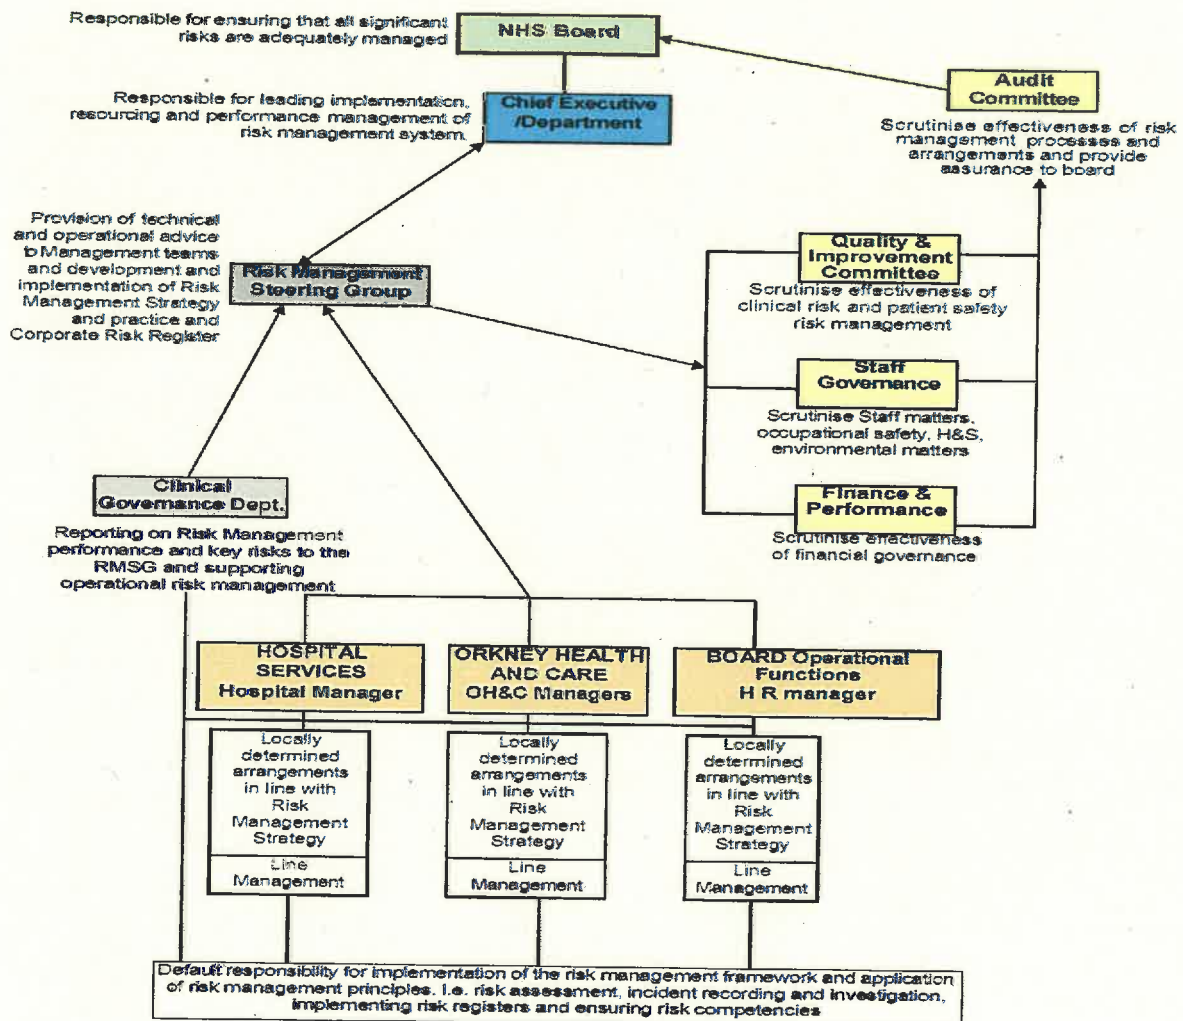 Responsible for ensuring that all significant
risks are adequately managed
NHS Board
Responsible for leading implementation,
resourcing and performance management of
risk management system.
Chief Executive
/Department
Audit
Committee
Scrutinise effectiveness of risk
management processes and
arrangements and provide
assurance to board
Provision of technical
and operational advice
to Management teams
and development and
implementation of Risk
Management Strategy
and practice and
Corporate Risk Register
Risk Management
Steering Group
Quality &
Improvement
Committee
Scrutinise effectiveness of
clinical risk and patient safety
risk management
Staff
Governance
Scrutinise Staff matters,
occupational safety, H&S,
environmental matters
Finance &
Performance
Scrutinise effectiveness
of financial governance
Clinical
Governance Dept.
Reporting on Risk Management
performance and key risks to the
RMSG and supporting
operational risk management
HOSPITAL
SERVICES
Hospital Manager
ORKNEY HEALTH
AND CARE
OH&C Managers
BOARD Operational
Functions
H R manager
Locally
determined
arrangements
in line with
Risk
Management
Strategy
Line
Management
Locally
determined
arrangements
in line with
Risk
Management
Strategy
Line
Management
Locally
determined
arrangements
in line with
Risk
Management
Strategy
Line
Management
Default responsibility for implementation of the risk management framework and application
of risk management principles. i.e. risk assessment, incident recording and investigation,
implementing risk registers and ensuring risk competencies